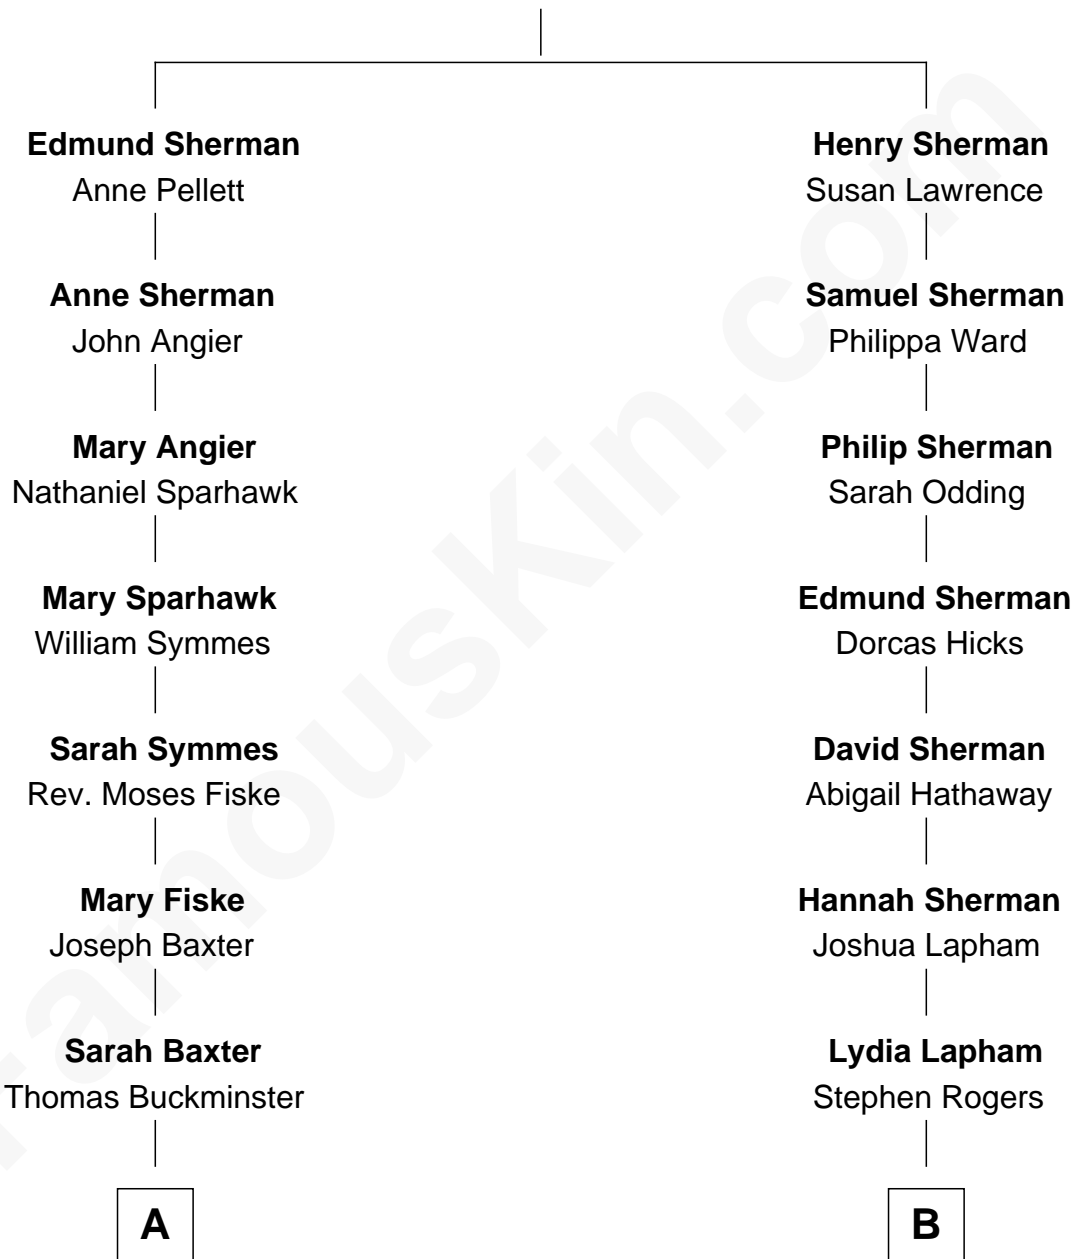 Edmund Sherman
Anne Pellett
Anne Sherman
John Angier
Mary Angier
Nathaniel Sparhawk
Mary Sparhawk
William Symmes
Sarah Symmes
Rev. Moses Fiske
Mary Fiske
Joseph Baxter
Sarah Baxter
Thomas Buckminster
A
Henry Sherman
Susan Lawrence
Samuel Sherman
Philippa Ward
Philip Sherman
Sarah Odding
Edmund Sherman
Dorcas Hicks
David Sherman
Abigail Hathaway
Hannah Sherman
Joshua Lapham
Lydia Lapham
Stephen Rogers
B
FamousKin.com